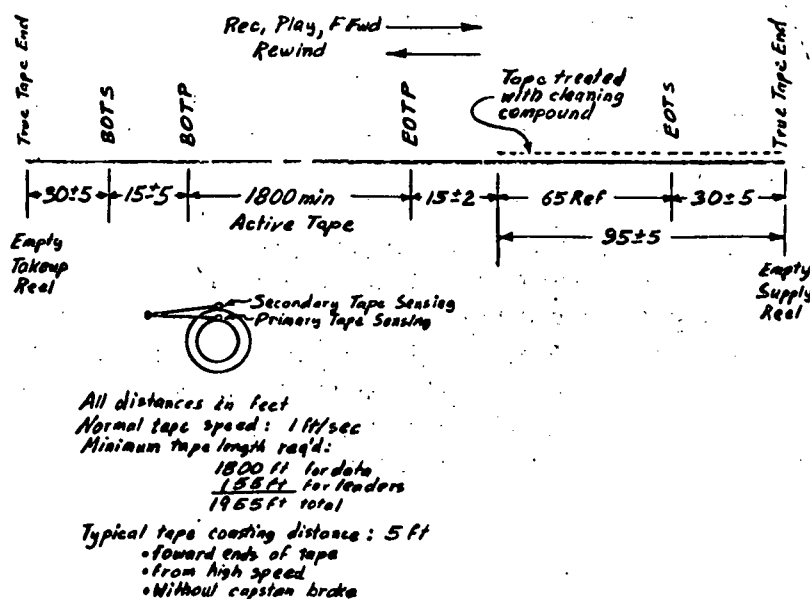 Rec, Play, F Fwd
Rewind
True Tape End
BOTS
BOTP
EOTP
Tape treated
with cleaning
compound
EOTS
True Tape End
30±5
15±5
1800 min
15±2
65 Ref
30±5
Active Tape
95±5
Empty
Takeup
Reel
Empty
Supply
Reel
Secondary Tape Sensing
Primary Tape Sensing
All distances in feet
Normal tape speed: 1 ft/sec
Minimum tape length req'd:
1800 ft for data
155 ft for leaders
1955 ft total
Typical tape coasting distance: 5 ft
• Toward ends of tape
• From high speed
• Without capstan brake